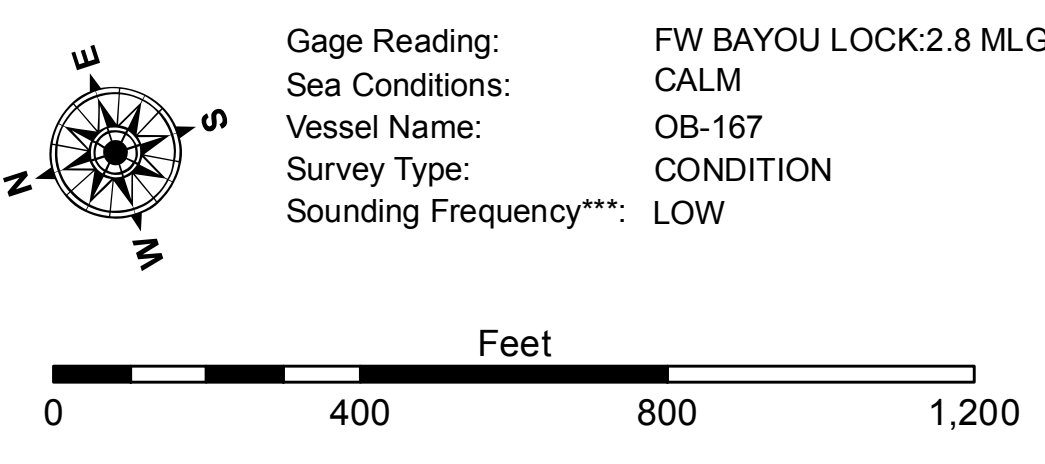 E
S
N
W
Gage Reading: FW BAYOU LOCK:2.8 MLG
Sea Conditions: CALM
Vessel Name: OB-167
Survey Type: CONDITION
Sounding Frequency***: LOW
Feet
0 400 800 1,200